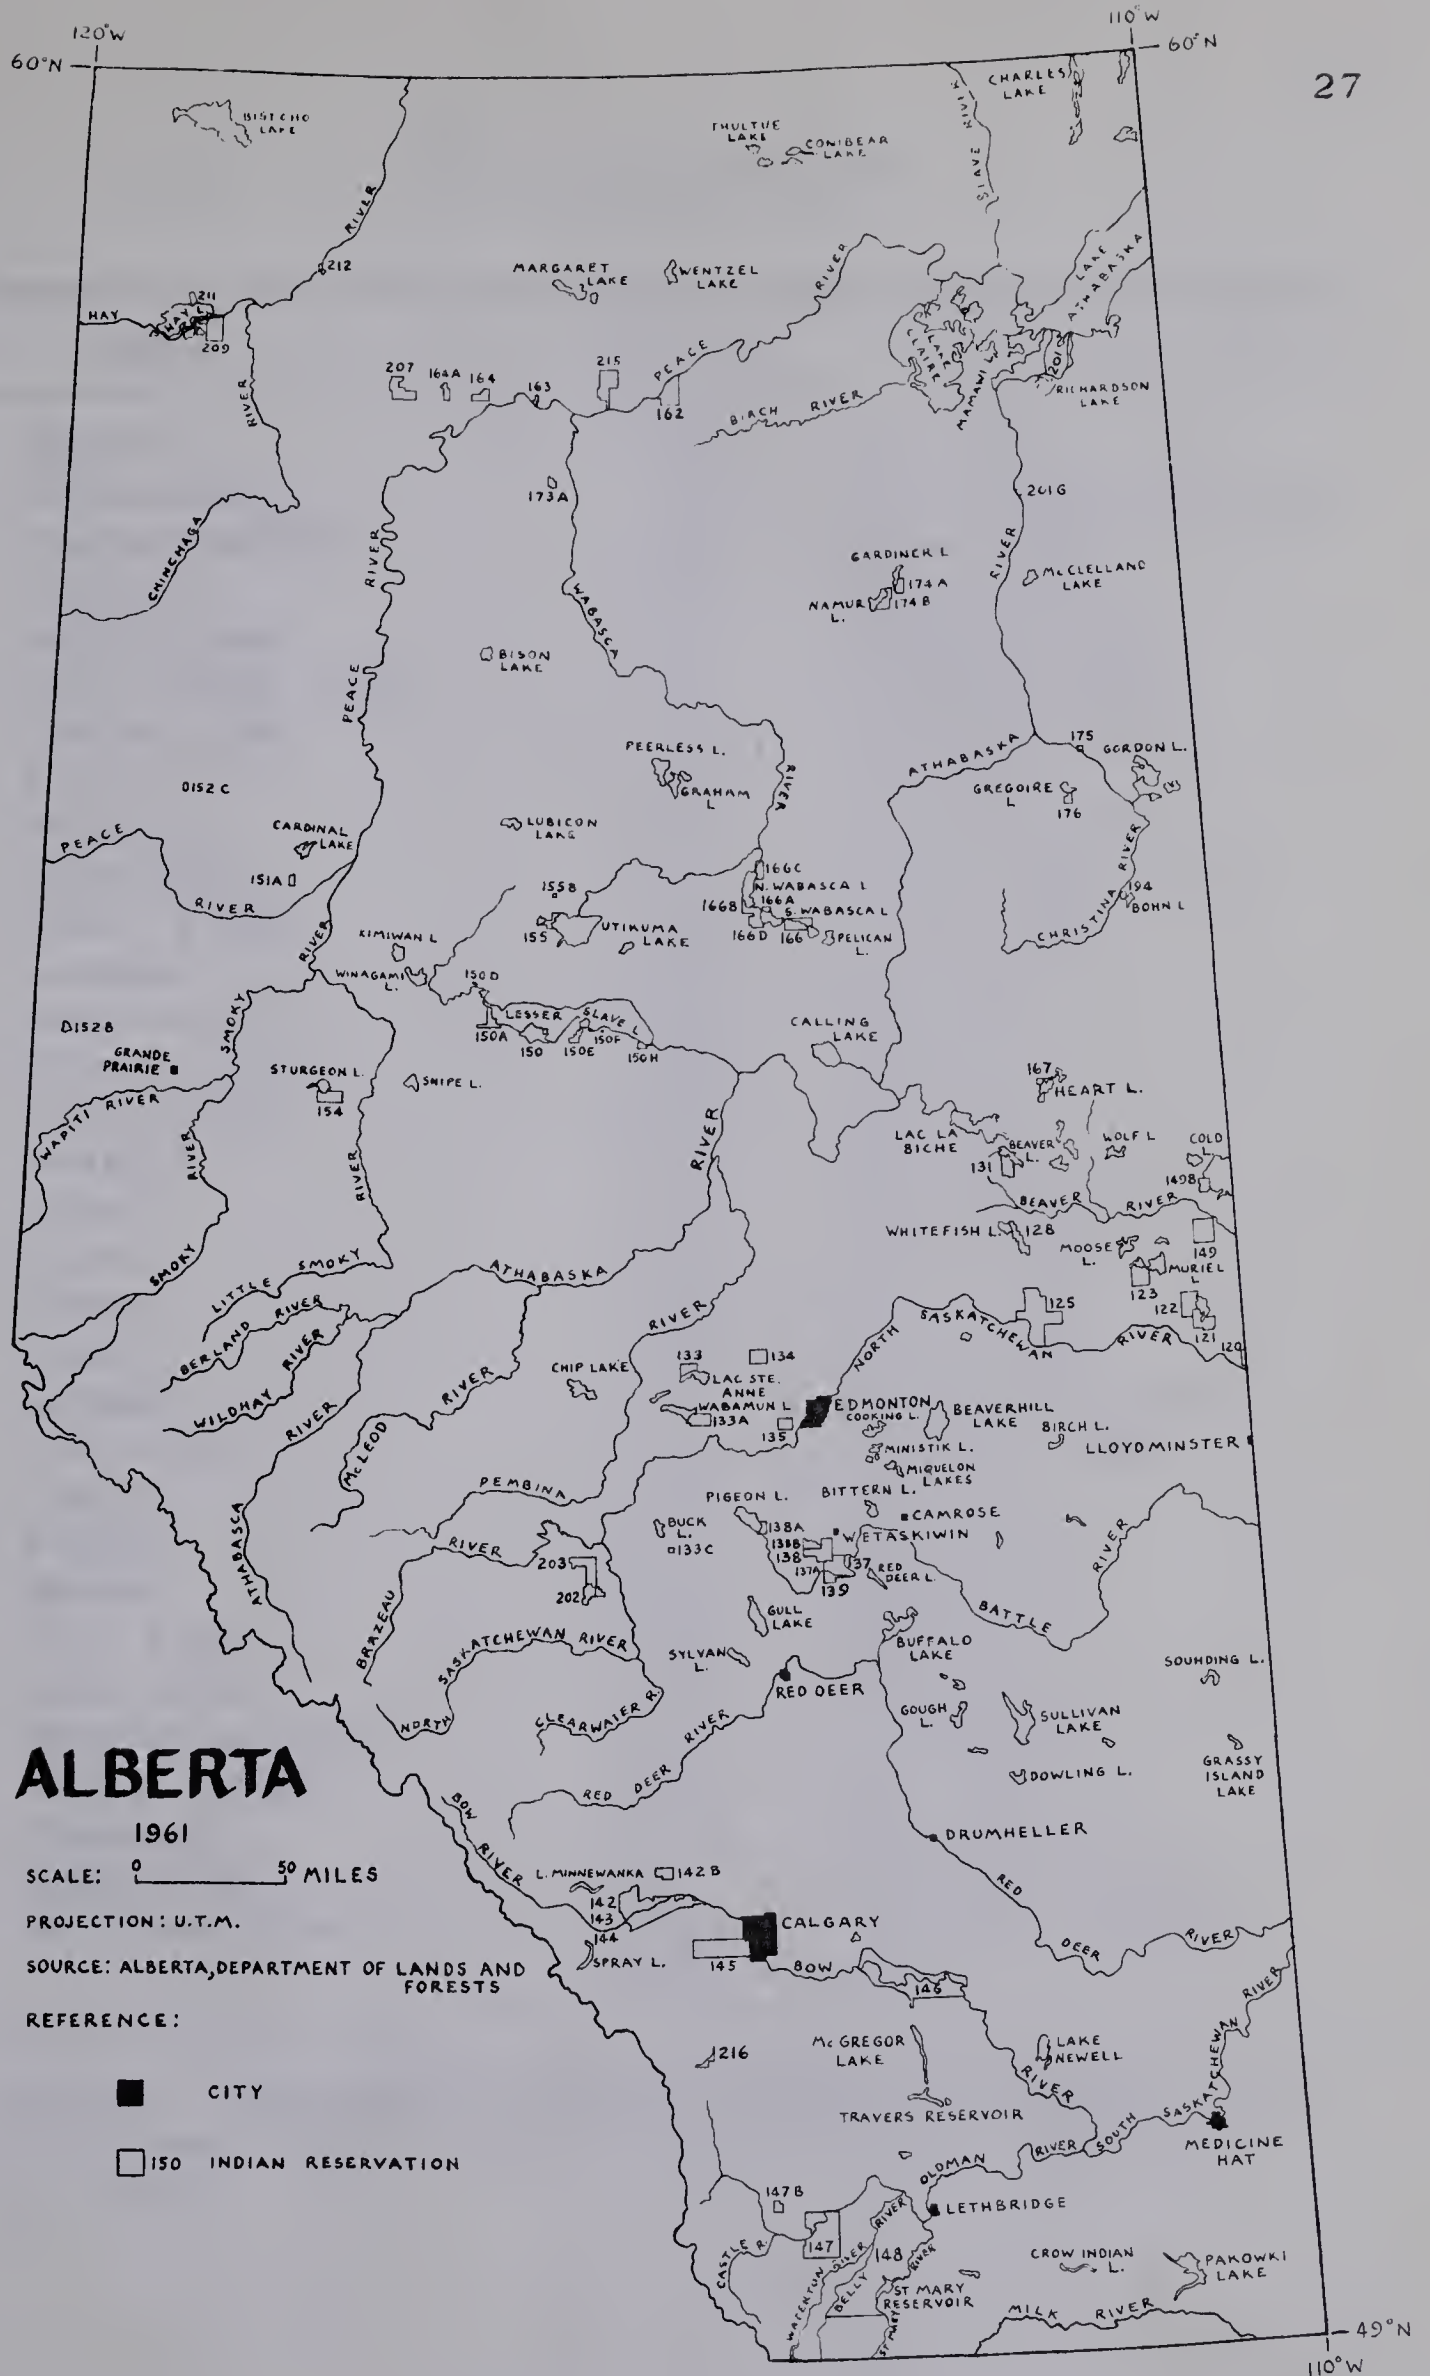 120°W
110°W
60°N
60°N
27
BISTCHO
LAKE
THULTUE
LAKE
CONIBEAR
LAKE
SLAVE RIVER
CHARLES
LAKE
RIVER
212
MARGARET
LAKE
WENTZEL
LAKE
RIVER
LAKE
ATHABASKA
HAY
211
HAY L.
209
RIVER
207
164A
164
163
215
PEACE
162
BIRCH RIVER
LAKE
CLAIRE
MAMAWI L.
201
RICHARDSON
LAKE
173A
201G
CHINCHAGA
RIVER
WABASCA
GARDINER L
174A
NAMUR
L.
174B
RIVER
McCLELLAND
LAKE
BISON
LAKE
PEACE
PEERLESS L.
GRAHAM
L
RIVER
ATHABASKA
175
GORDON L.
GREGOIRE
L
176
152C
CARDINAL
LAKE
LUBICON
LAKE
PEACE
RIVER
151A
155B
155
UTIKUMA
LAKE
166C
N. WABASCA L
166A
166B
S. WABASCA L
166D
166
PELICAN
L.
CHRISTINA RIVER
194
BOHN L
RIVER
KIMIWAN L
WINAGAMI
L.
150D
LESSER SLAVE L
150A
150
150E
150F
150H
CALLING
LAKE
152B
GRANDE
PRAIRIE
SMOKY
STURGEON L.
154
SNIPE L.
167
HEART L.
WAPITI RIVER
RIVER
RIVER
RIVER
LAC LA
BICHE
BEAVER
L.
131
WOLF L
COLD
L
149B
BEAVER RIVER
WHITEFISH L.
128
MOOSE
L.
149
MURIEL
L
123
122
121
120
SMOKY
LITTLE SMOKY
ATHABASKA
BERLAND RIVER
WILDHAY RIVER
RIVER
McLEOD RIVER
RIVER
CHIP LAKE
133
134
LAC STE.
ANNE
WABAMUN L
133A
135
125
NORTH SASKATCHEWAN RIVER
EDMONTON
COOKING L.
BEAVERHILL
LAKE
BIRCH L.
LLOYDMINSTER
MINISTIK L.
MIQUELON
LAKES
ATHABASCA
PEMBINA
RIVER
PIGEON L.
BITTERN L.
CAMROSE
BUCK
L.
133C
138A
138B
138
137A
137
139
WETASKIWIN
RED
DEER L.
203
202
BRAZEAU
GULL
LAKE
BATTLE RIVER
NORTH SASKATCHEWAN RIVER
SYLVAN
L.
BUFFALO
LAKE
SOUNDING L.
RED DEER
CLEARWATER R.
GOUGH
L.
SULLIVAN
LAKE
RED DEER RIVER
DOWLING L.
GRASSY
ISLAND
LAKE
ALBERTA
1961
SCALE: 0 50 MILES
PROJECTION: U.T.M.
SOURCE: ALBERTA, DEPARTMENT OF LANDS AND
FORESTS
REFERENCE:
CITY
150 INDIAN RESERVATION
DRUMHELLER
BOW RIVER
L. MINNEWANKA
142B
142
143
144
SPRAY L.
CALGARY
145
BOW
146
RED DEER RIVER
RIVER
1216
McGREGOR
LAKE
LAKE
NEWELL
RIVER
TRAVERS RESERVOIR
SOUTH SASKATCHEWAN
MEDICINE
HAT
OLDMAN RIVER
147B
LETHBRIDGE
147
CASTLE R.
RIVER
148
WATERTON RIVER
BELLY
RIVER
ST MARY
ST MARY
RESERVOIR
CROW INDIAN
L.
PAKOWKI
LAKE
MILK RIVER
49°N
110°W